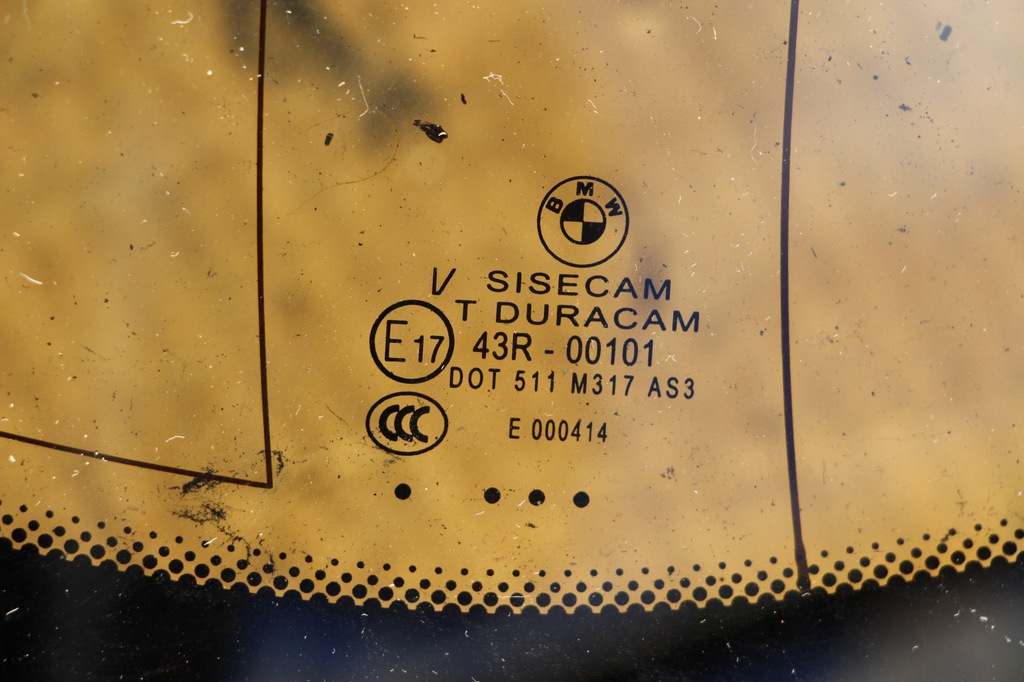 BMW
V SISECAM
T DURACAM
E17 43R - 00101
DOT 511 M317 AS3
CCC E 000414